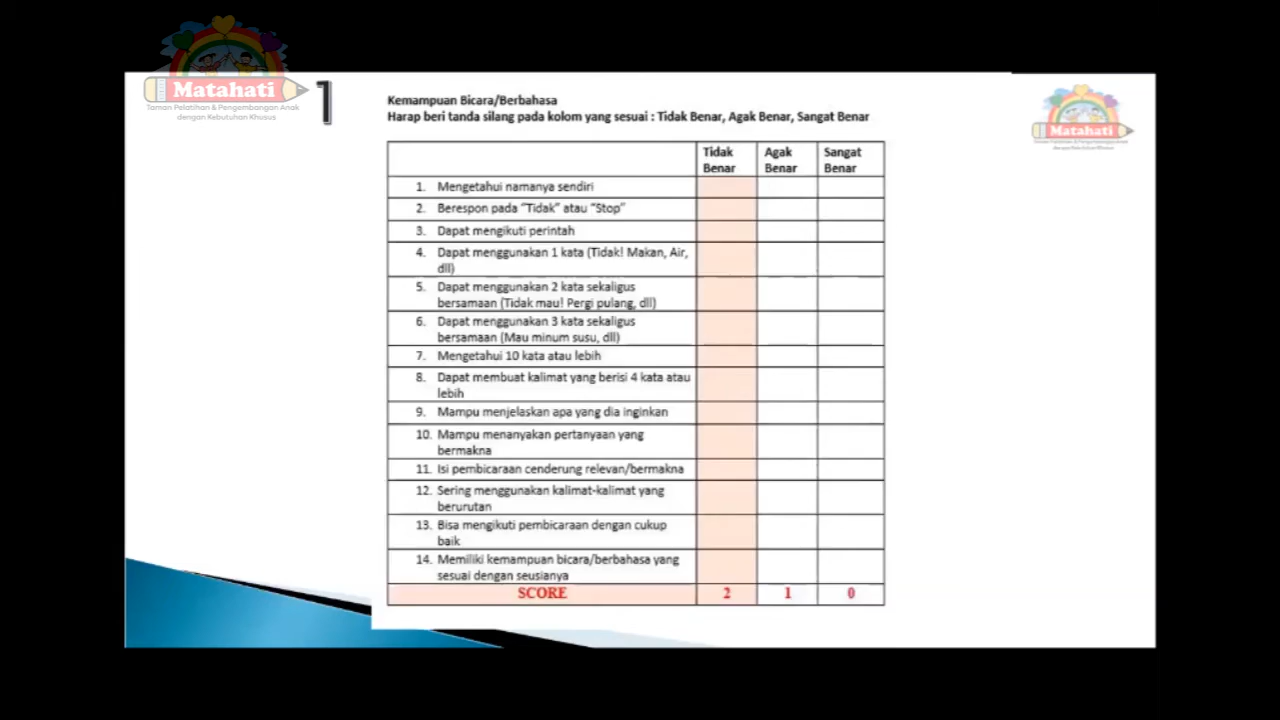 Matahati
Taman Pelatihan & Pengembangan Anak
dengan Kebutuhan Khusus
1
Kemampuan Bicara/Berbahasa
Harap beri tanda silang pada kolom yang sesuai : Tidak Benar, Agak Benar, Sangat Benar
Matahati
Tidak Benar
Agak Benar
Sangat Benar
1. Mengetahui namanya sendiri
2. Berespon pada “Tidak” atau “Stop”
3. Dapat mengikuti perintah
4. Dapat menggunakan 1 kata (Tidak! Makan, Air,
dll)
5. Dapat menggunakan 2 kata sekaligus
bersamaan (Tidak mau! Pergi pulang, dll)
6. Dapat menggunakan 3 kata sekaligus
bersamaan (Mau minum susu, dll)
7. Mengetahui 10 kata atau lebih
8. Dapat membuat kalimat yang berisi 4 kata atau
lebih
9. Mampu menjelaskan apa yang dia inginkan
10. Mampu menanyakan pertanyaan yang
bermakna
11. Isi pembicaraan cenderung relevan/bermakna
12. Sering menggunakan kalimat-kalimat yang
berurutan
13. Bisa mengikuti pembicaraan dengan cukup
baik
14. Memiliki kemampuan bicara/berbahasa yang
sesuai dengan seusianya
SCORE 2 1 0